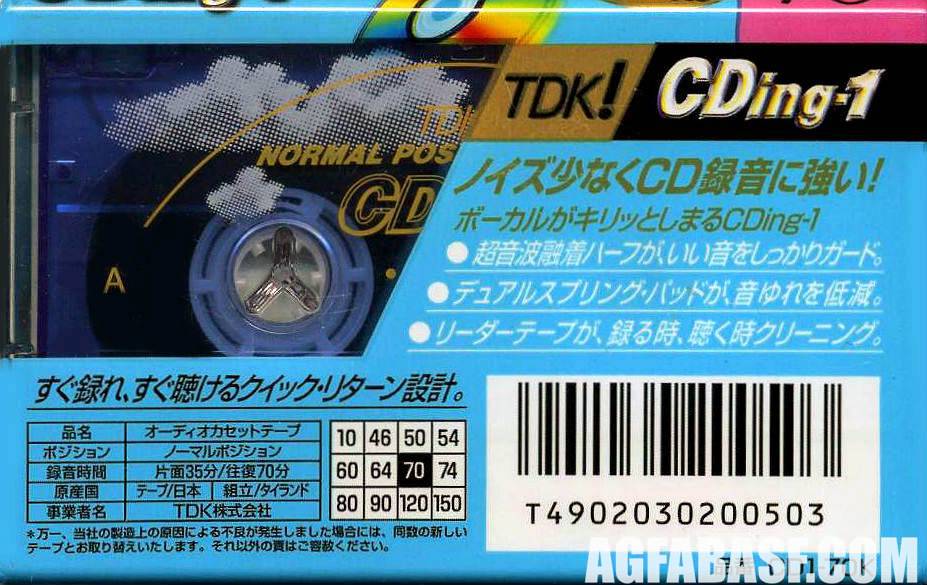 CDing-1
TDK! CDing-1
NORMAL POS
CD
A
ノイズ少なくCD録音に強い!
ボーカルがキリッとしまるCDing-1
●超音波融着ハーフが、いい音をしっかりガード。
●デュアルスプリング・パッドが、音ゆれを低減。
●リーダーテープが、録る時、聴く時クリーニング。
すぐ録れ、すぐ聴けるクイック・リターン設計。
品名 オーディオカセットテープ
ポジション ノーマルポジション
録音時間 片面35分/往復70分
原産国 テープ/日本 組立/タイランド
事業者名 TDK株式会社
10 46 50 54
60 64 70 74
80 90 120 150
*万一、当社の製造上の原因による不良が発生しました場合には、同数の新しい
テープとお取り替えいたします。それ以外の責はご容赦ください。
T4902030200503
品番 CD1-70K
AGFABASE.COM